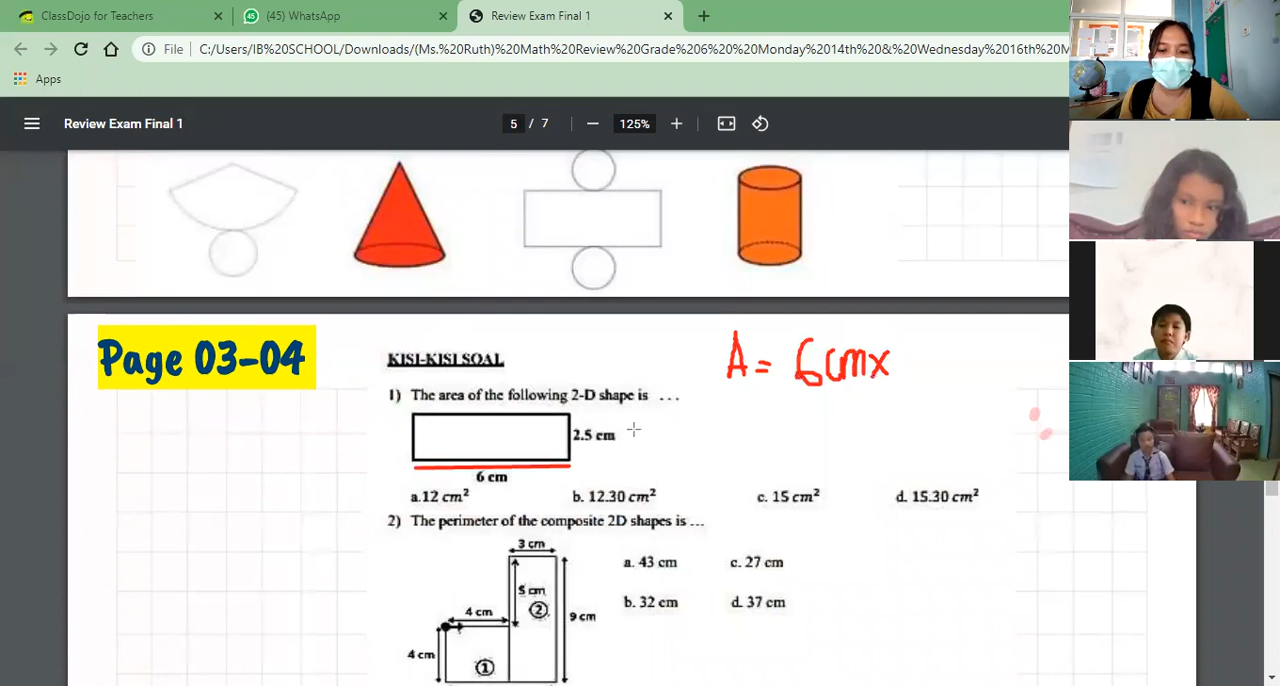 ClassDojo for Teachers
(45) WhatsApp
Review Exam Final 1
File
C:/Users/IB%20SCHOOL/Downloads/(Ms.%20Ruth)%20Math%20Review%20Grade%206%20%20Monday%2014th%20&%20Wednesday%2016th%20M
Apps
Review Exam Final 1
5 / 7
125%
Page 03-04
KISI-KISI SOAL
A = 6cmx
1) The area of the following 2-D shape is ...
2.5 cm
6 cm
a.12 cm²
b. 12.30 cm²
c. 15 cm²
d. 15.30 cm²
2) The perimeter of the composite 2D shapes is ...
3 cm
a. 43 cm
c. 27 cm
5 cm
b. 32 cm
d. 37 cm
4 cm
②
9 cm
4 cm
①